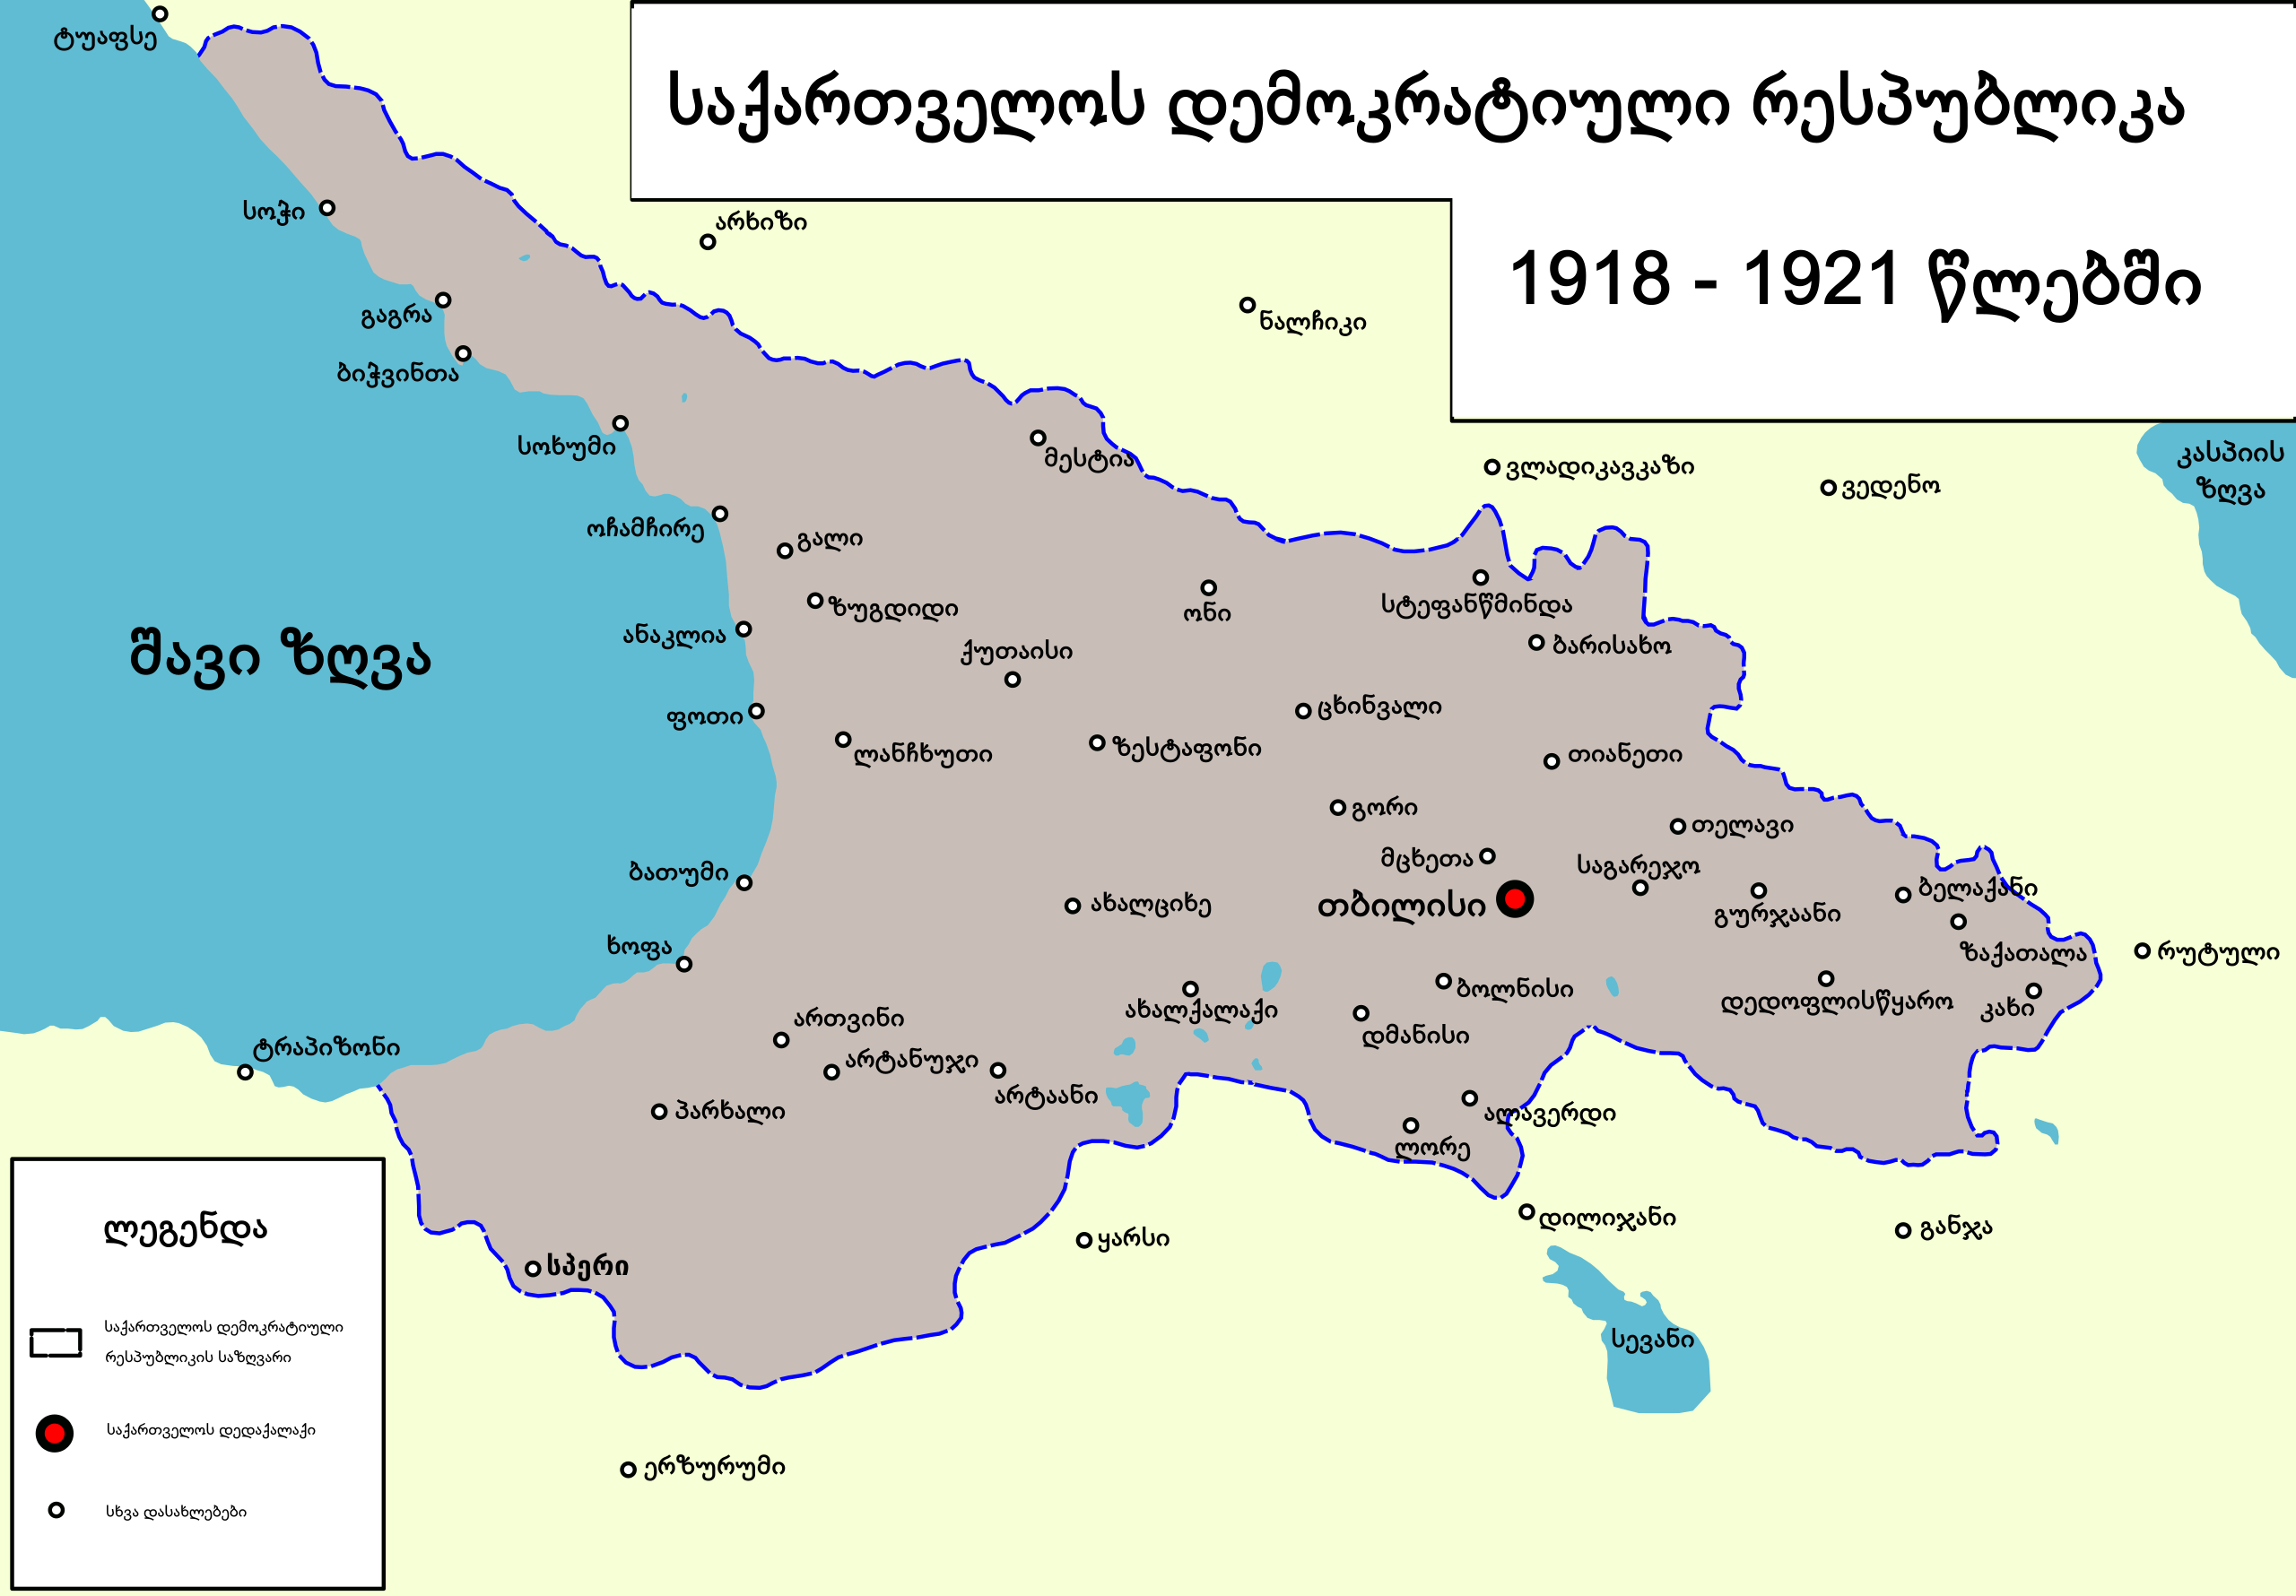 საქართველოს დემოკრატიული რესპუბლიკა
1918 - 1921 წლებში
ტუაფსე
სოჭი
არხიზი
გაგრა
ნალჩიკი
ბიჭვინთა
სოხუმი
მესტია
ვლადიკავკაზი
ვედენო
კასპიის
ზღვა
ოჩამჩირე
გალი
ზუგდიდი
ონი
სტეფანწმინდა
ანაკლია
ქუთაისი
ბარისახო
შავი ზღვა
ფოთი
ცხინვალი
ლანჩხუთი
ზესტაფონი
თიანეთი
გორი
თელავი
მცხეთა
საგარეჯო
ბათუმი
ბელაქანი
ახალციხე
თბილისი
გურჯაანი
ხოფა
ზაქათალა
რუტული
ახალქალაქი
ბოლნისი
დედოფლისწყარო
კახი
ართვინი
დმანისი
ტრაპიზონი
არტანუჯი
არტაანი
პარხალი
ალავერდი
ლორე
დილიჯანი
განჯა
ყარსი
სპერი
სევანი
ერზურუმი
ლეგენდა
საქართველოს დემოკრატიული
რესპუბლიკის საზღვარი
საქართველოს დედაქალაქი
სხვა დასახლებები